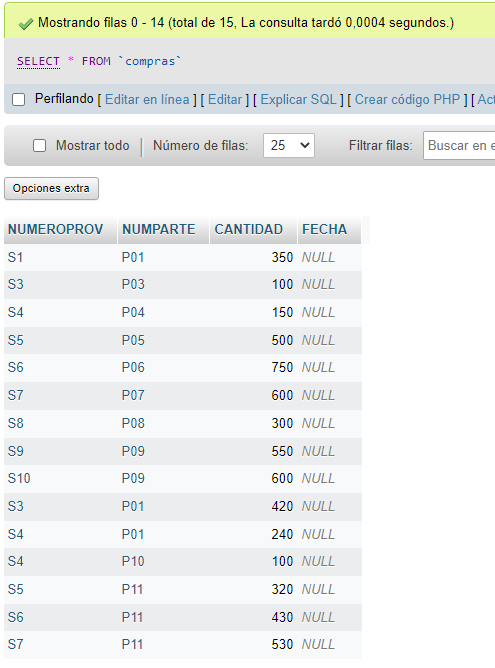 Mostrando filas 0 - 14 (total de 15, La consulta tardó 0,0004 segundos.)
SELECT * FROM `compras`
Perfilando [ Editar en línea ] [ Editar ] [ Explicar SQL ] [ Crear código PHP ] [ Act
Mostrar todo Número de filas: 25 Filtrar filas: Buscar en e
Opciones extra
NUMEROPROV NUMPARTE CANTIDAD FECHA
S1 P01 350 NULL
S3 P03 100 NULL
S4 P04 150 NULL
S5 P05 500 NULL
S6 P06 750 NULL
S7 P07 600 NULL
S8 P08 300 NULL
S9 P09 550 NULL
S10 P09 600 NULL
S3 P01 420 NULL
S4 P01 240 NULL
S4 P10 100 NULL
S5 P11 320 NULL
S6 P11 430 NULL
S7 P11 530 NULL